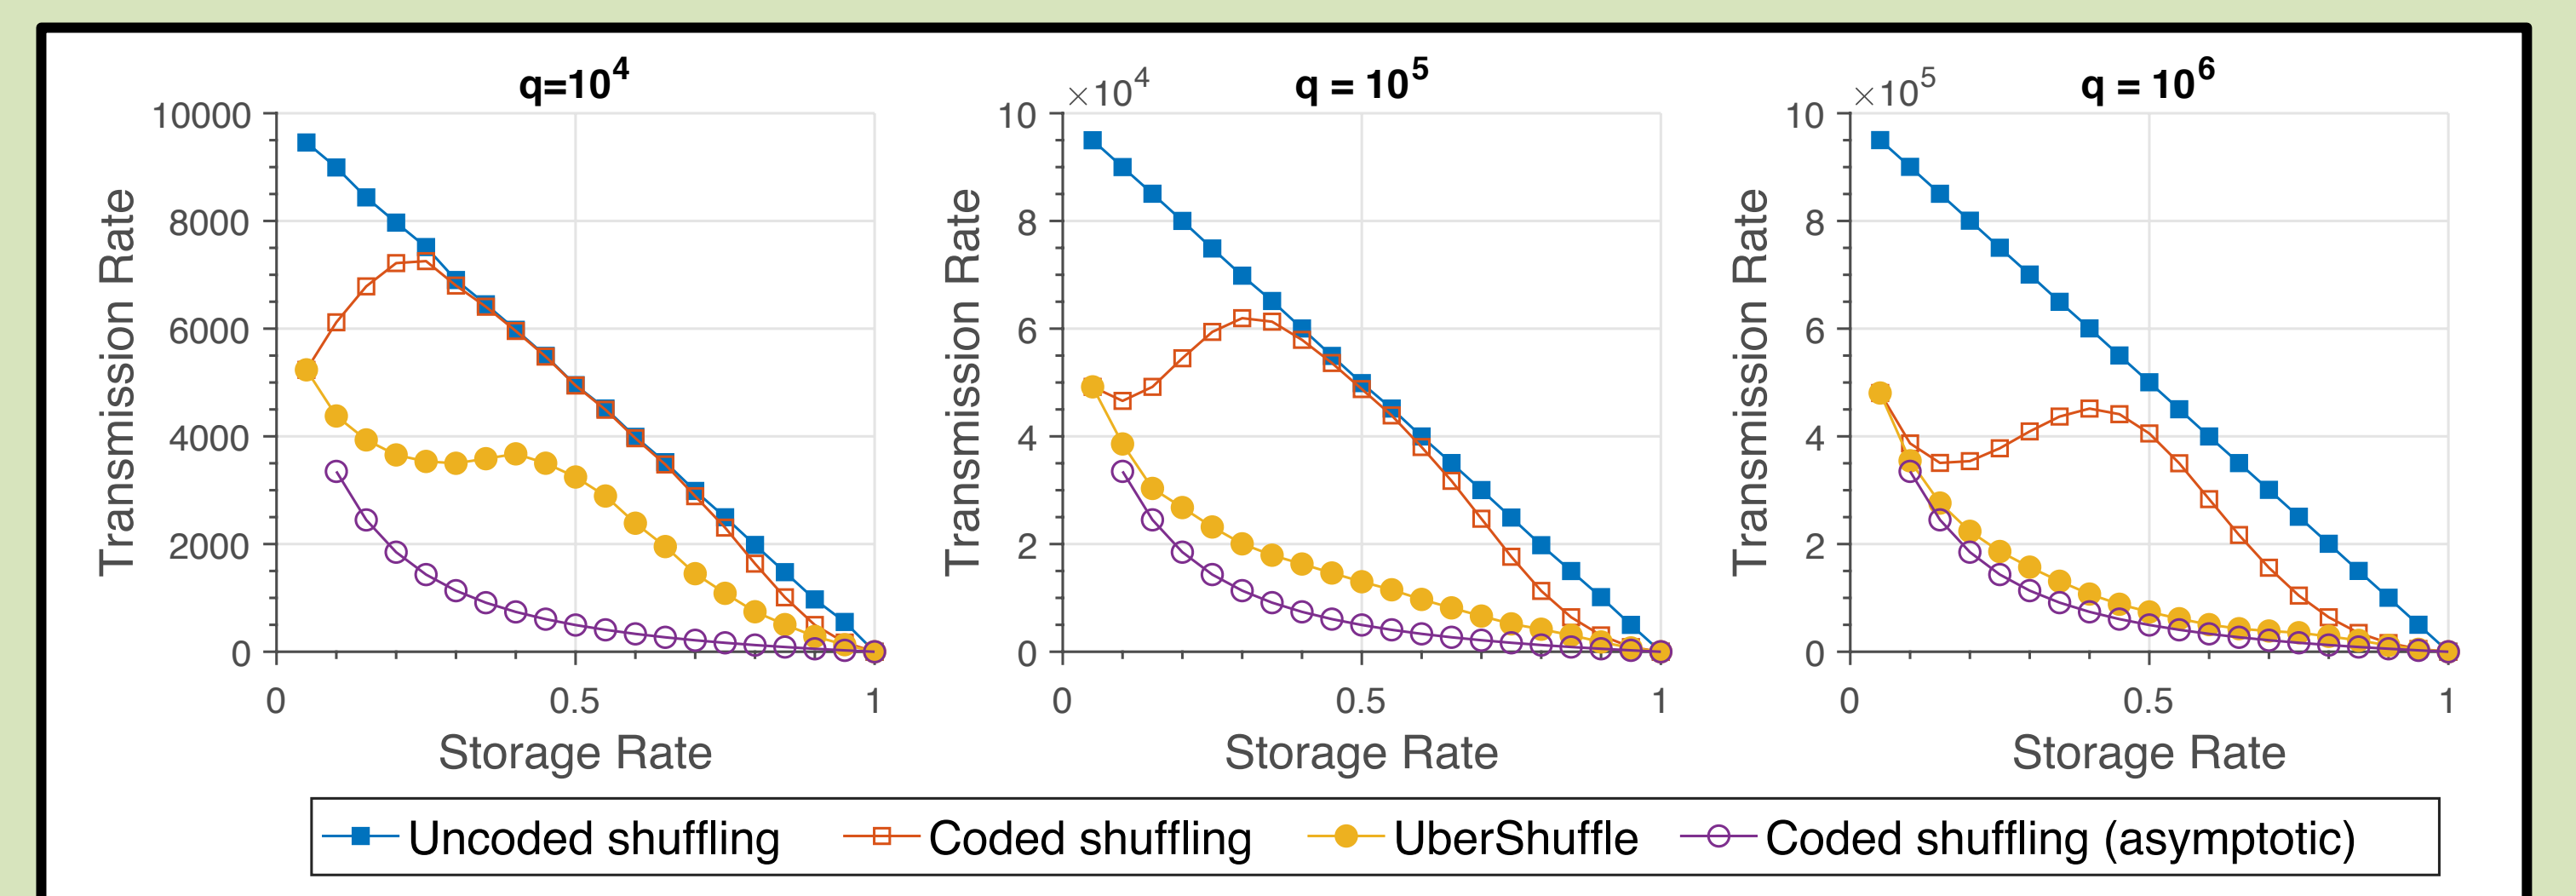 q=10^4
10000
8000
6000
4000
2000
0
0 0.5 1
Transmission Rate
Storage Rate
×10^4
q = 10^5
10
8
6
4
2
0
0 0.5 1
Transmission Rate
Storage Rate
×10^5
q = 10^6
10
8
6
4
2
0
0 0.5 1
Transmission Rate
Storage Rate
Uncoded shuffling Coded shuffling UberShuffle Coded shuffling (asymptotic)